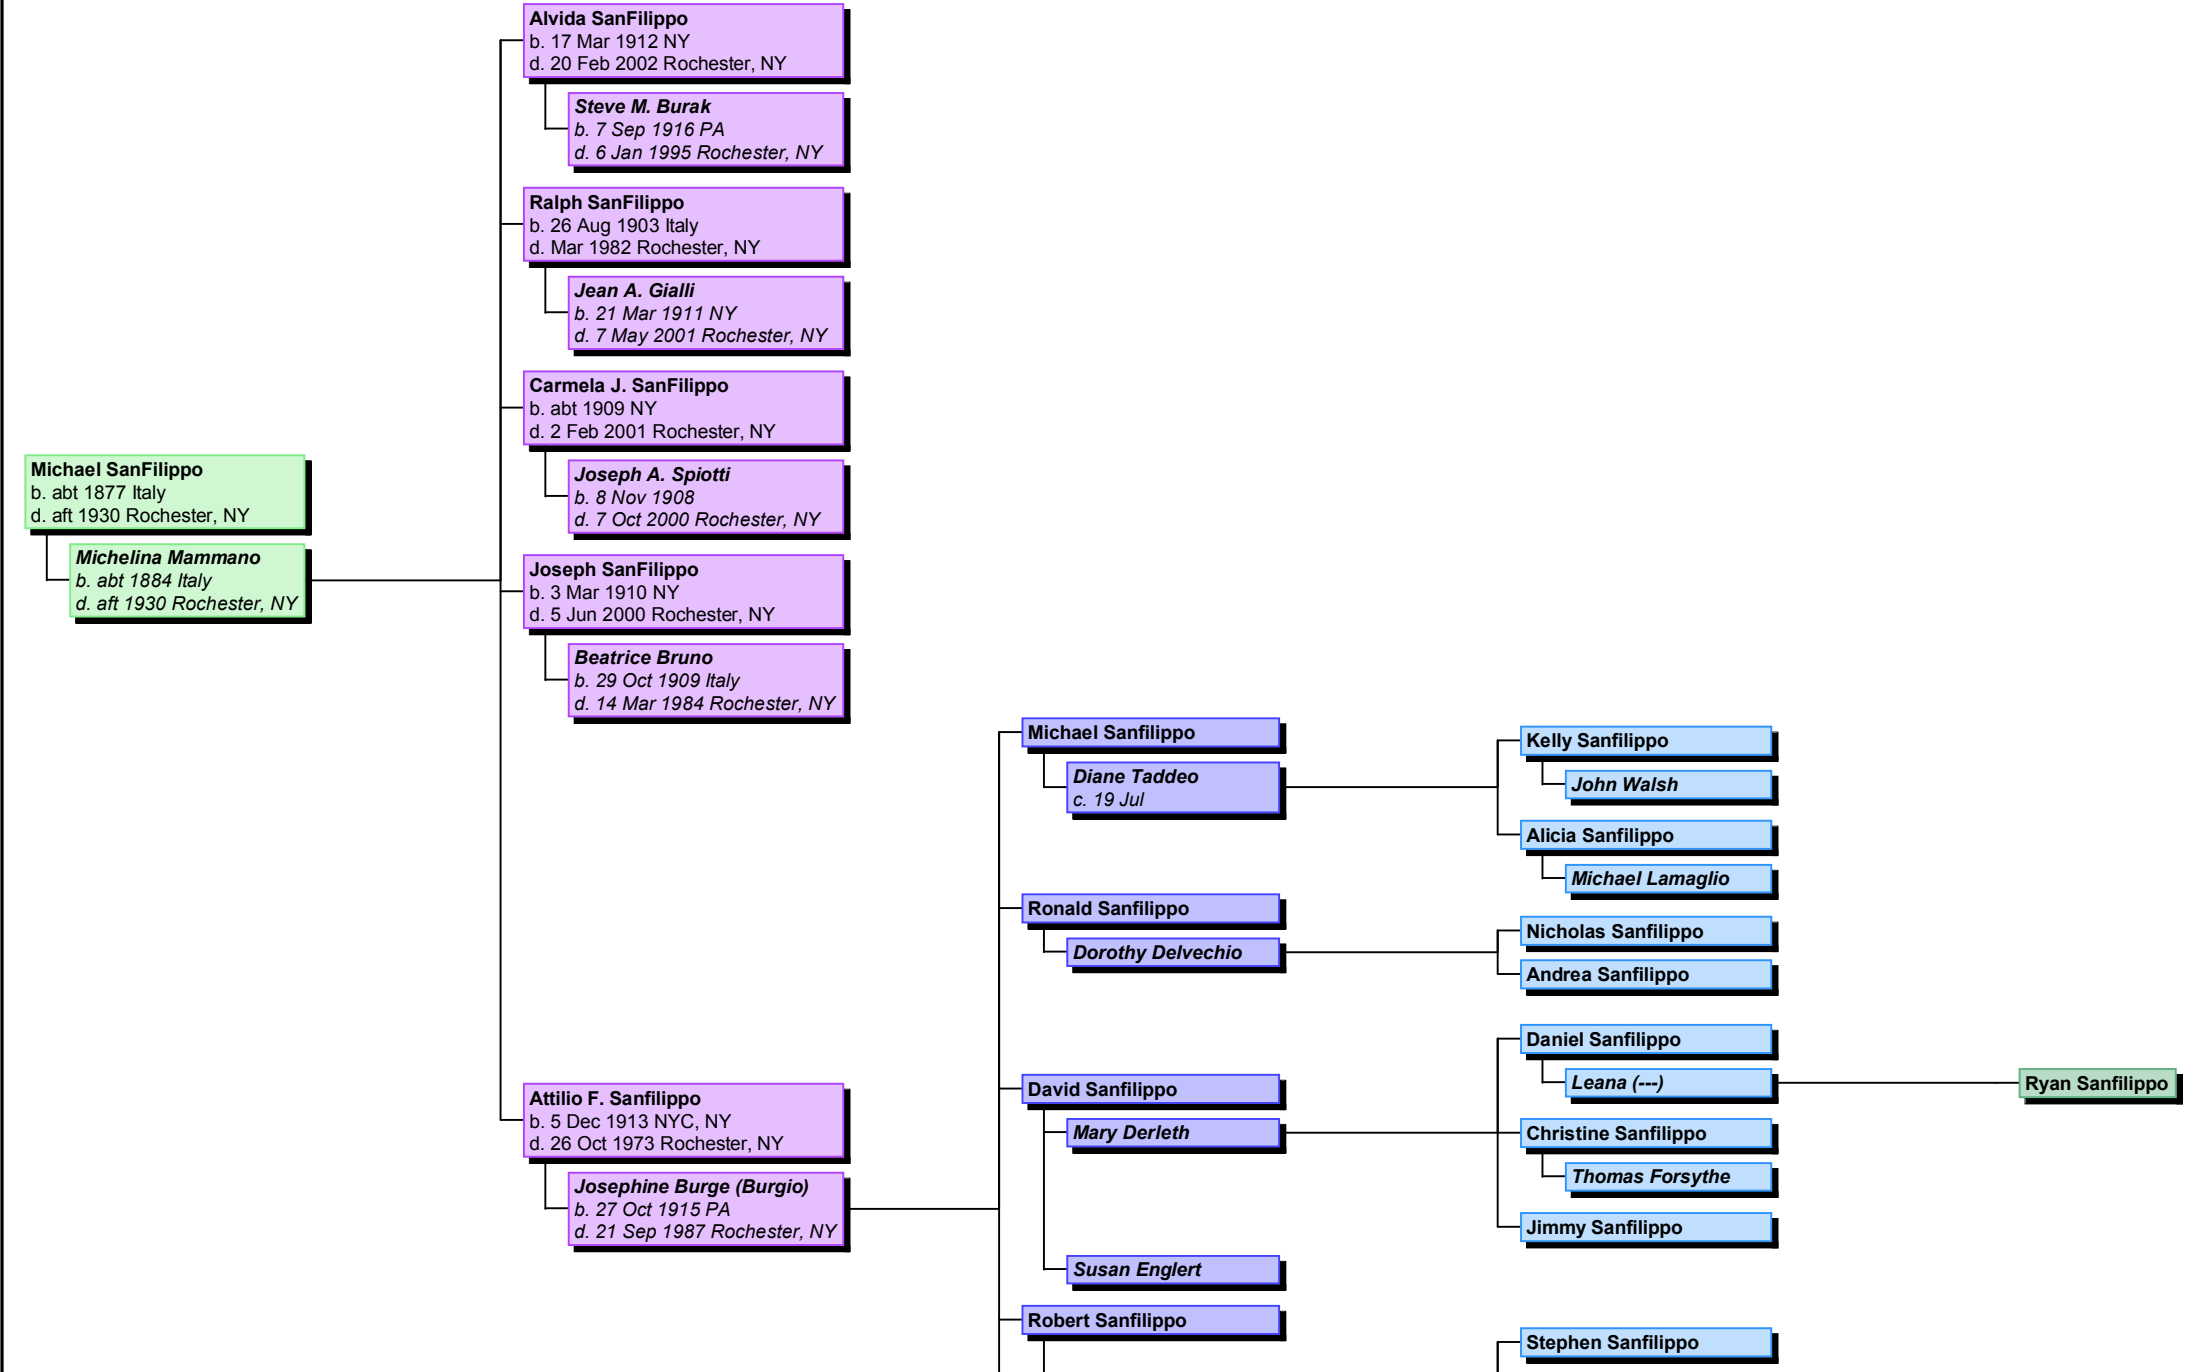 Alvida SanFilippo
b. 17 Mar 1912 NY
d. 20 Feb 2002 Rochester, NY
Steve M. Burak
b. 7 Sep 1916 PA
d. 6 Jan 1995 Rochester, NY
Ralph SanFilippo
b. 26 Aug 1903 Italy
d. Mar 1982 Rochester, NY
Jean A. Gialli
b. 21 Mar 1911 NY
d. 7 May 2001 Rochester, NY
Carmela J. SanFilippo
b. abt 1909 NY
d. 2 Feb 2001 Rochester, NY
Joseph A. Spiotti
b. 8 Nov 1908
d. 7 Oct 2000 Rochester, NY
Michael SanFilippo
b. abt 1877 Italy
d. aft 1930 Rochester, NY
Michelina Mammano
b. abt 1884 Italy
d. aft 1930 Rochester, NY
Joseph SanFilippo
b. 3 Mar 1910 NY
d. 5 Jun 2000 Rochester, NY
Beatrice Bruno
b. 29 Oct 1909 Italy
d. 14 Mar 1984 Rochester, NY
Attilio F. Sanfilippo
b. 5 Dec 1913 NYC, NY
d. 26 Oct 1973 Rochester, NY
Josephine Burge (Burgio)
b. 27 Oct 1915 PA
d. 21 Sep 1987 Rochester, NY
Michael Sanfilippo
Diane Taddeo
c. 19 Jul
Kelly Sanfilippo
John Walsh
Alicia Sanfilippo
Michael Lamaglio
Ronald Sanfilippo
Dorothy Delvechio
Nicholas Sanfilippo
Andrea Sanfilippo
David Sanfilippo
Mary Derleth
Susan Englert
Daniel Sanfilippo
Leana (---)
Ryan Sanfilippo
Christine Sanfilippo
Thomas Forsythe
Jimmy Sanfilippo
Robert Sanfilippo
Stephen Sanfilippo